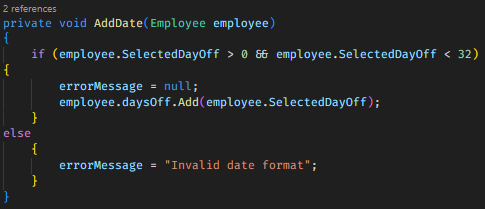 2 references
private void AddDate(Employee employee)
{
    if (employee.SelectedDayOff > 0 && employee.SelectedDayOff < 32)
{
        errorMessage = null;
        employee.daysOff.Add(employee.SelectedDayOff);
    }
else
    {
        errorMessage = "Invalid date format";
    }
}